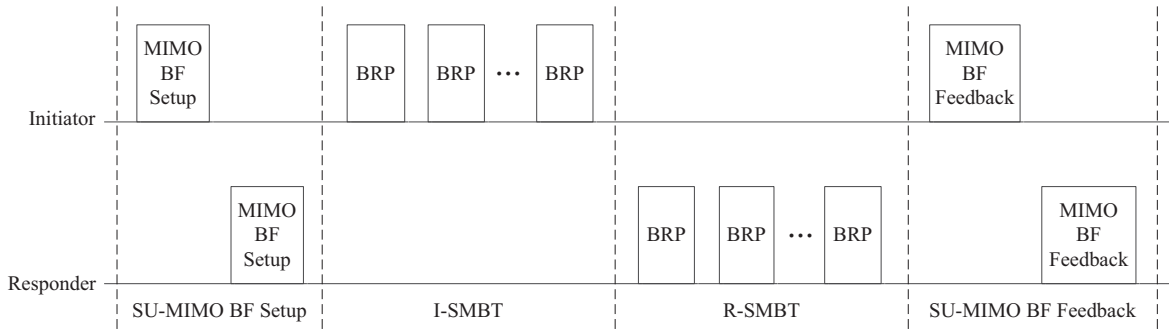 MIMO
BF
Setup
BRP
BRP
•••
BRP
MIMO
BF
Feedback
Initiator
MIMO
BF
Setup
BRP
BRP
•••
BRP
MIMO
BF
Feedback
Responder
SU-MIMO BF Setup
I-SMBT
R-SMBT
SU-MIMO BF Feedback